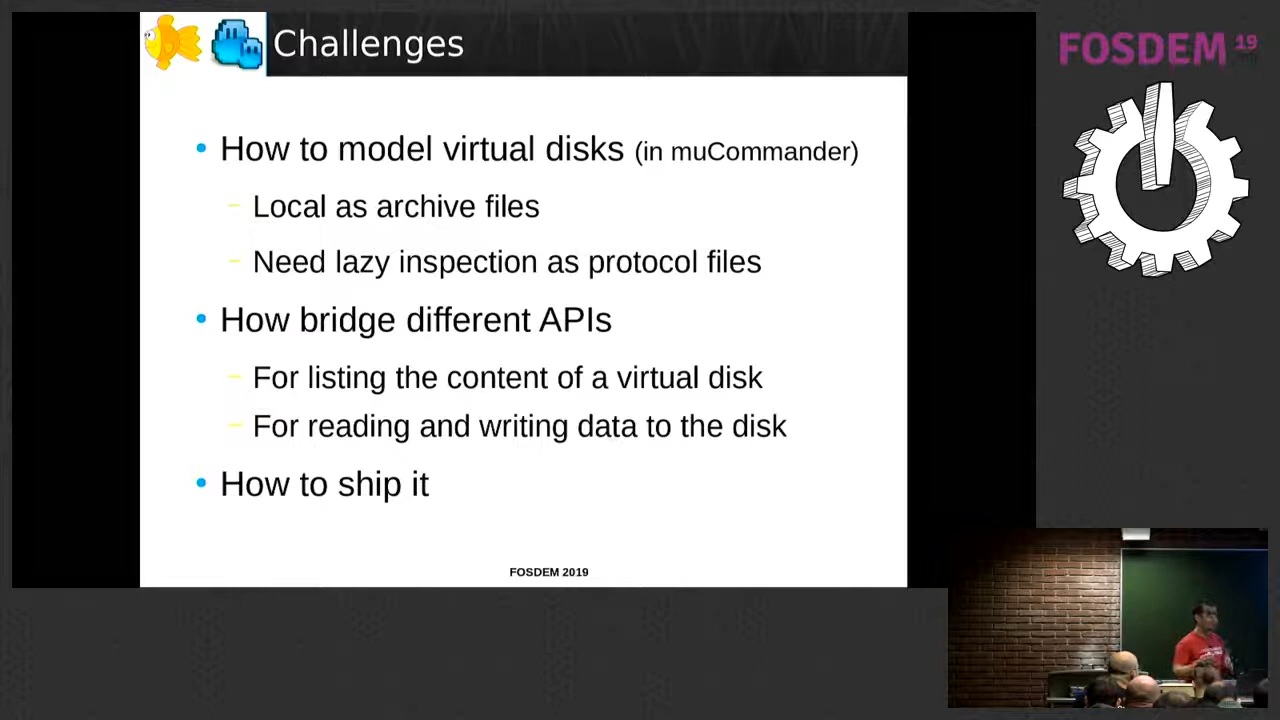 Challenges
FOSDEM 19
• How to model virtual disks (in muCommander)
– Local as archive files
– Need lazy inspection as protocol files
• How bridge different APIs
– For listing the content of a virtual disk
– For reading and writing data to the disk
• How to ship it
FOSDEM 2019